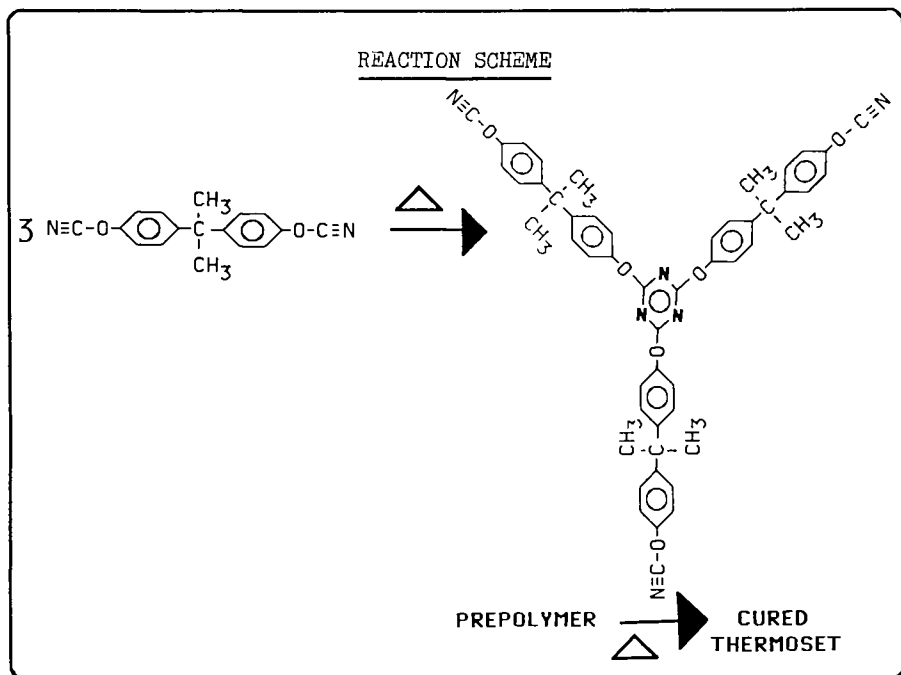 REACTION SCHEME
N≡C-O
O-C≡N
CH3
CH3
C
C
CH3
CH3
3 N≡C-O
CH3
C
CH3
O-C≡N
O
O
N
N
N
O
CH3
C
CH3
O-C≡N
PREPOLYMER
CURED
THERMOSET